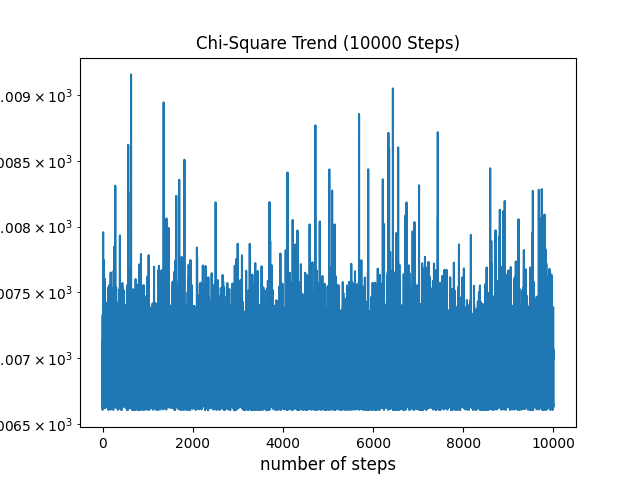 Chi-Square Trend (10000 Steps)
.009 × 10³
0085 × 10³
.008 × 10³
0075 × 10³
.007 × 10³
0065 × 10³
0 2000 4000 6000 8000 10000
number of steps